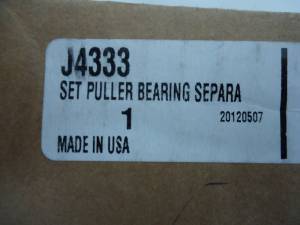 J4333
SET PULLER BEARING SEPARA
1 20120507
MADE IN USA